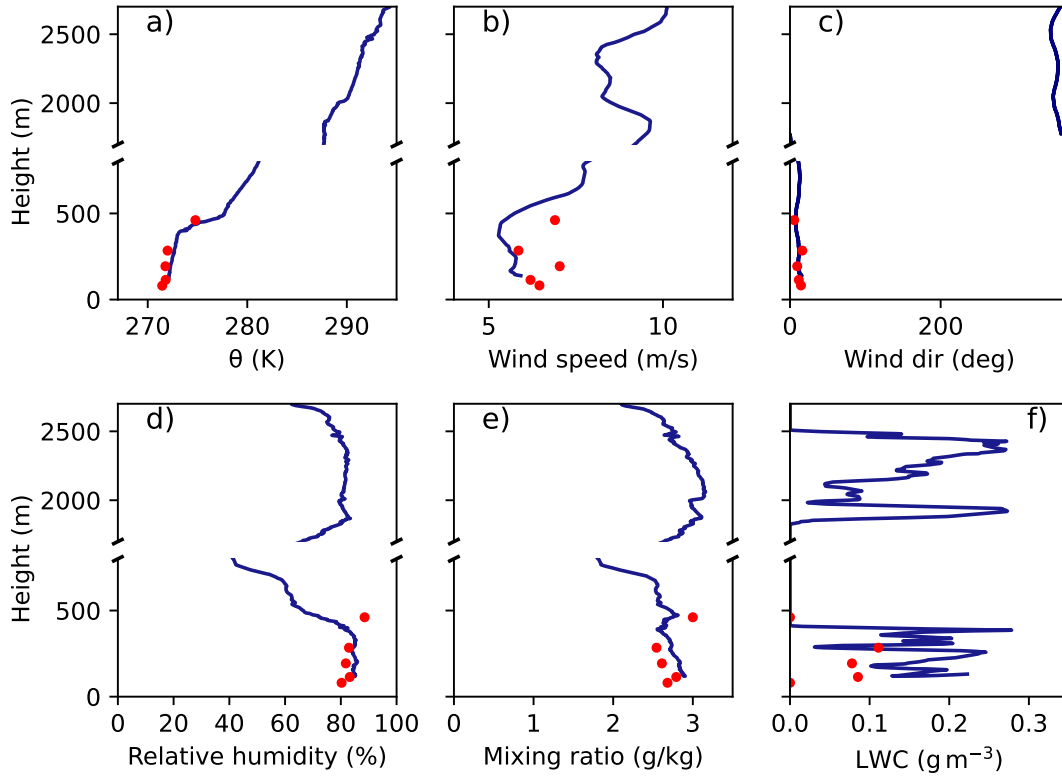 a) b) c)
2500
2000
Height (m)
500
0
270 280 290 5 10 0 200
θ (K) Wind speed (m/s) Wind dir (deg)
d) e) f)
2500
2000
Height (m)
500
0
0 20 40 60 80 100 0 1 2 3 0.0 0.1 0.2 0.3
Relative humidity (%) Mixing ratio (g/kg) LWC (g m⁻³)